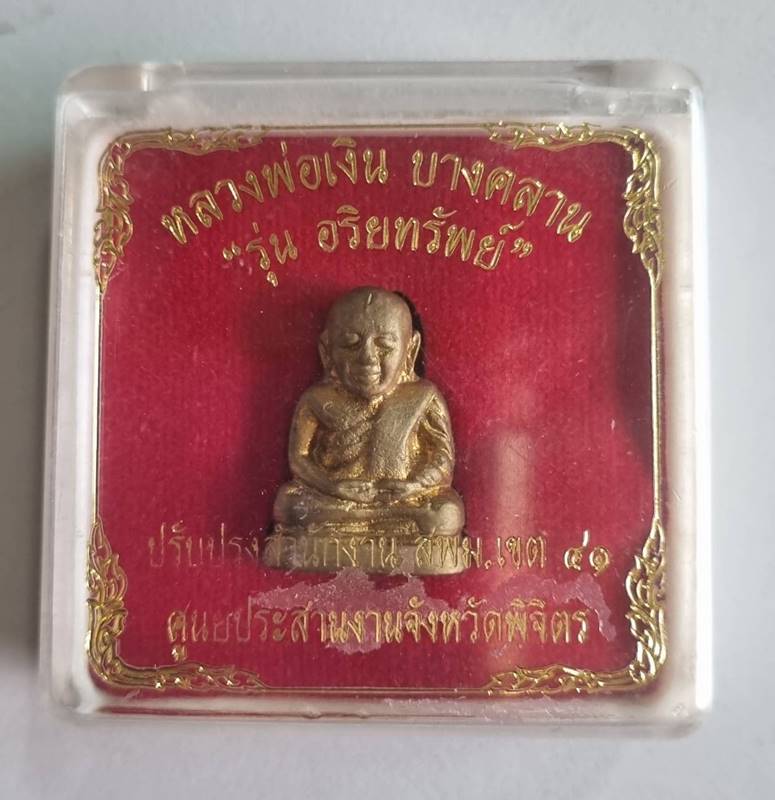 หลวงพ่อเงิน บางคลาน
“รุ่น อริยทรัพย์”
ปรับปรุงสำนักงาน สพม.เขต ๔๑
ศูนย์ประสานงานจังหวัดพิจิตร